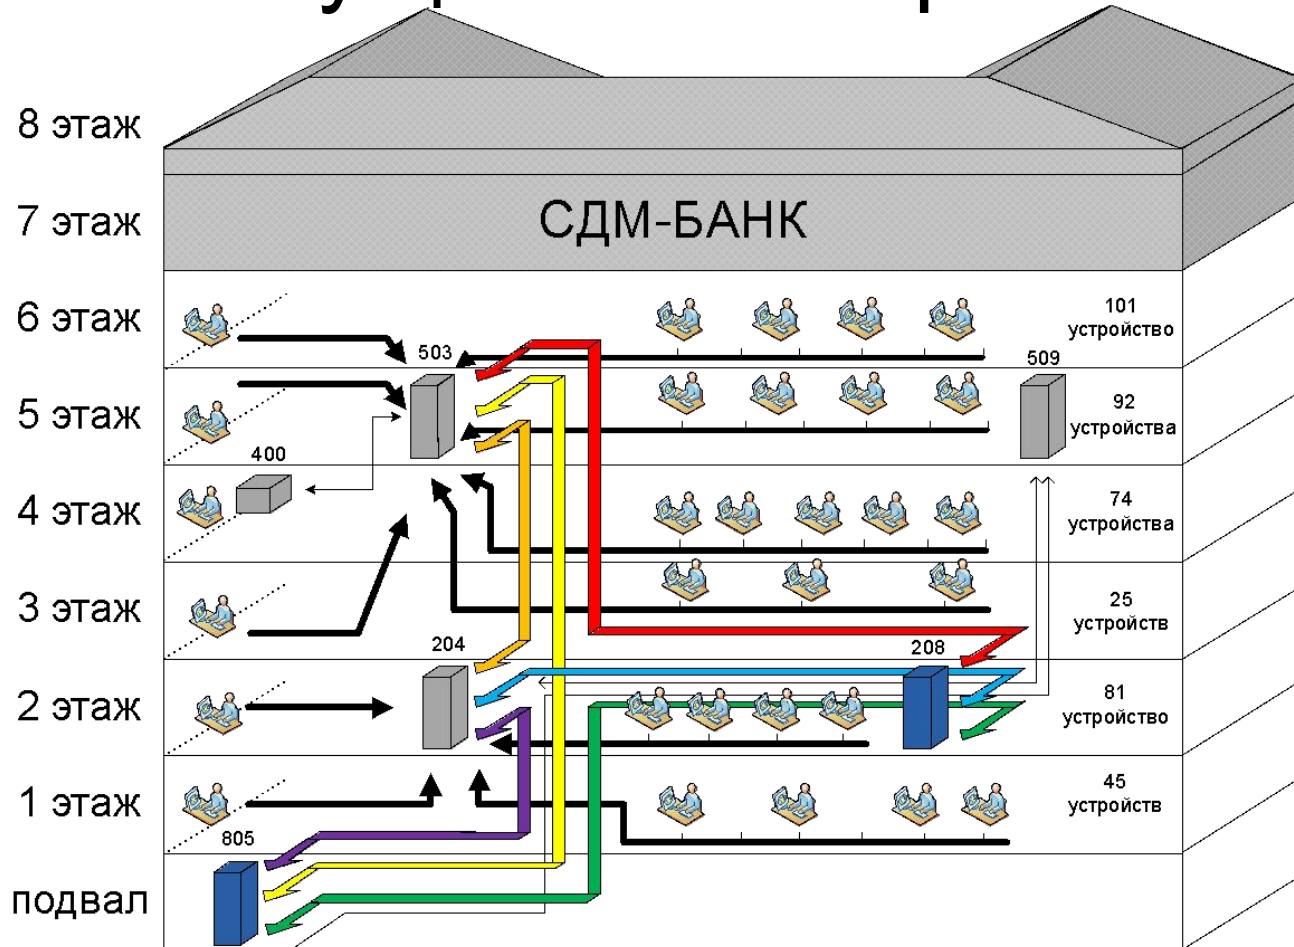 8 этаж
7 этаж
СДМ-БАНК
6 этаж
101
устройство
503
509
5 этаж
92
устройства
400
4 этаж
74
устройства
3 этаж
25
устройств
204
208
2 этаж
81
устройство
1 этаж
45
устройств
805
подвал